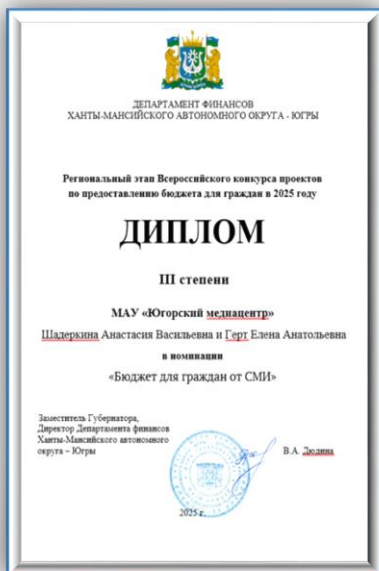 ДЕПАРТАМЕНТ ФИНАНСОВ
ХАНТЫ-МАНСИЙСКОГО АВТОНОМНОГО ОКРУГА - ЮГРЫ
Региональный этап Всероссийского конкурса проектов
по предоставлению бюджета для граждан в 2025 году
ДИПЛОМ
III степени
МАУ «Югорский медиацентр»
Шадеркина Анастасия Васильевна и Герт Елена Анатольевна
в номинации
«Бюджет для граждан от СМИ»
Заместитель Губернатора,
Директор Департамента финансов
Ханты-Мансийского автономного
округа – Югры
В.А. Дюдина
2025 г.